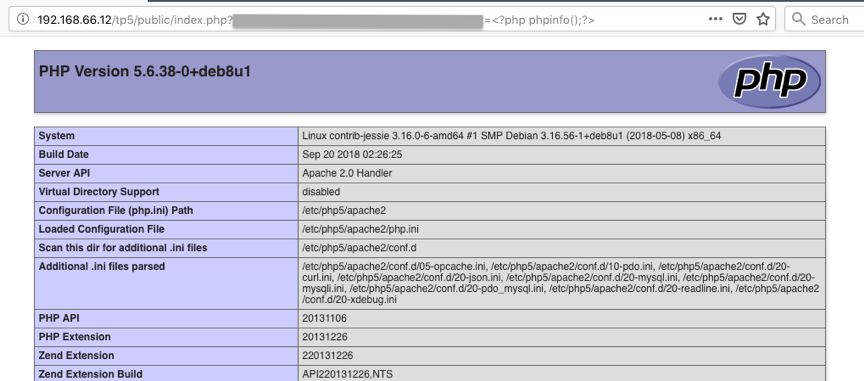 192.168.66.12/tp5/public/index.php? =<?php phpinfo();?> Search
PHP Version 5.6.38-0+deb8u1
php
System Linux contrib-jessie 3.16.0-6-amd64 #1 SMP Debian 3.16.56-1+deb8u1 (2018-05-08) x86_64
Build Date Sep 20 2018 02:26:25
Server API Apache 2.0 Handler
Virtual Directory Support disabled
Configuration File (php.ini) Path /etc/php5/apache2
Loaded Configuration File /etc/php5/apache2/php.ini
Scan this dir for additional .ini files /etc/php5/apache2/conf.d
Additional .ini files parsed /etc/php5/apache2/conf.d/05-opcache.ini, /etc/php5/apache2/conf.d/10-pdo.ini, /etc/php5/apache2/conf.d/20-
curl.ini, /etc/php5/apache2/conf.d/20-json.ini, /etc/php5/apache2/conf.d/20-mysql.ini, /etc/php5/apache2/conf.d/20-
mysqli.ini, /etc/php5/apache2/conf.d/20-pdo_mysql.ini, /etc/php5/apache2/conf.d/20-readline.ini, /etc/php5/apache2
/conf.d/20-xdebug.ini
PHP API 20131106
PHP Extension 20131226
Zend Extension 220131226
Zend Extension Build API220131226,NTS